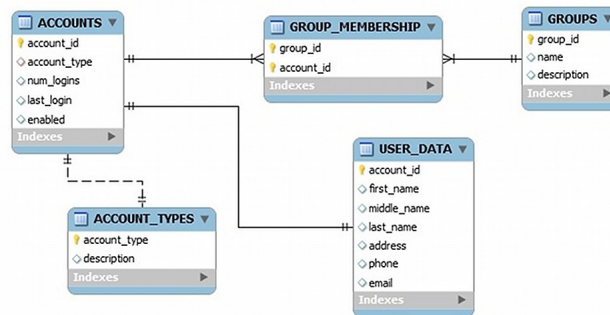 ACCOUNTS
account_id
account_type
num_logins
last_login
enabled
Indexes
GROUP_MEMBERSHIP
group_id
account_id
Indexes
GROUPS
group_id
name
description
Indexes
ACCOUNT_TYPES
account_type
description
Indexes
USER_DATA
account_id
first_name
middle_name
last_name
address
phone
email
Indexes